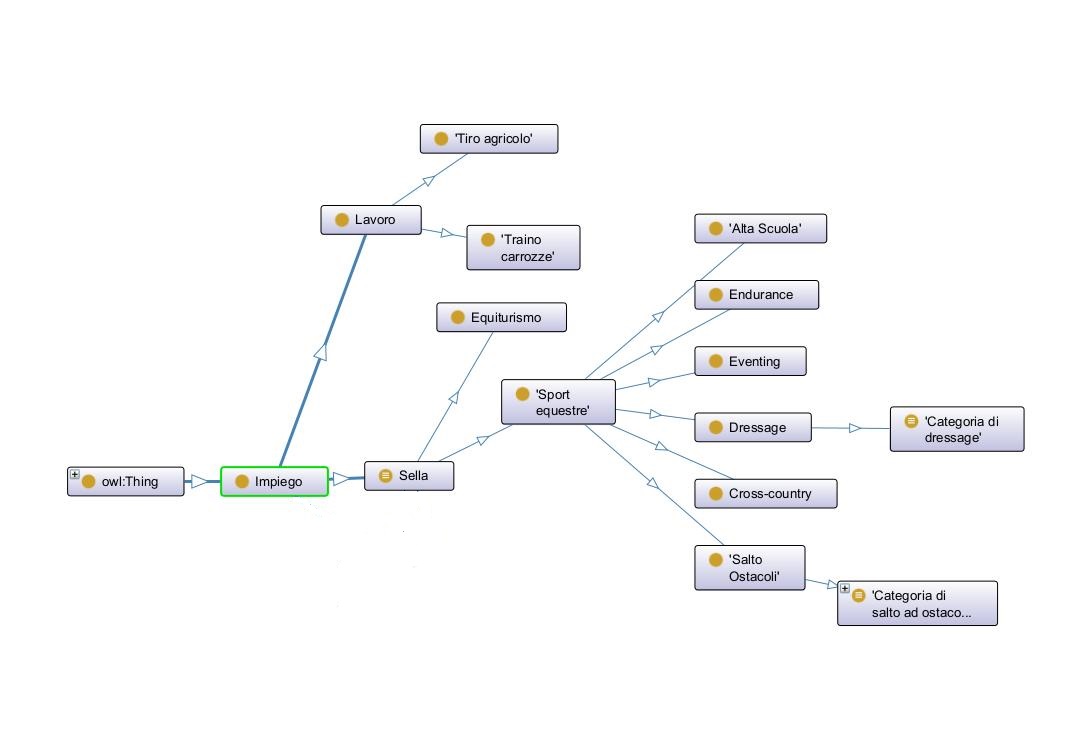 'Tiro agricolo'
Lavoro
'Traino
carrozze'
Equiturismo
owl:Thing
Impiego
Sella
'Sport
equestre'
'Alta Scuola'
Endurance
Eventing
Dressage
'Categoria di
dressage'
Cross-country
'Salto
Ostacoli'
'Categoria di
salto ad ostaco...